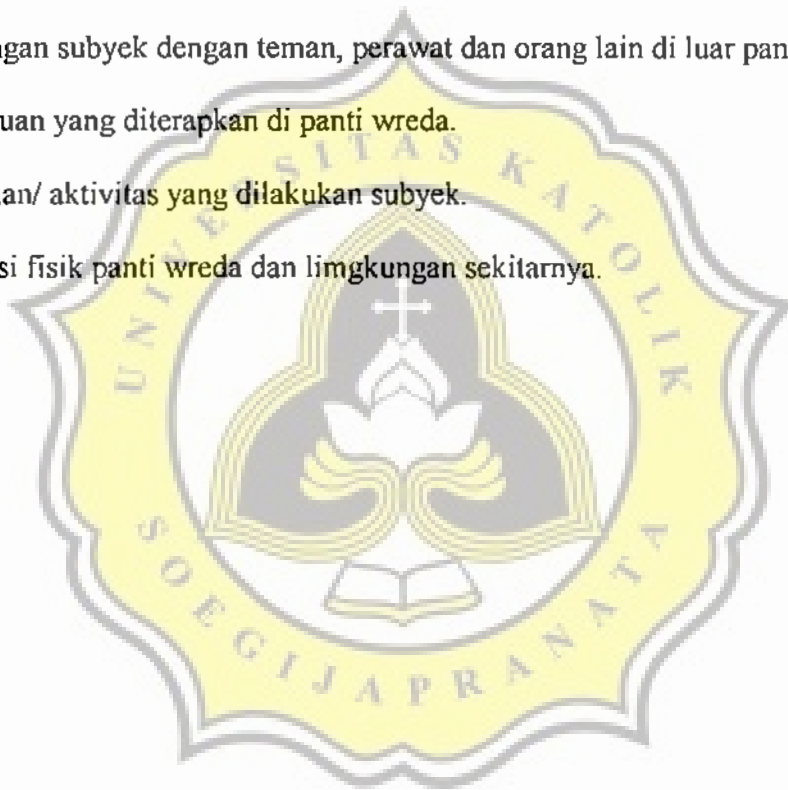 ngan subyek dengan teman, perawat dan orang lain di luar pan
uan yang diterapkan di panti wreda.
an/ aktivitas yang dilakukan subyek.
si fisik panti wreda dan limgkungan sekitarnya.
UNIVERSITAS KATOLIK
SOEGIJAPRANATA